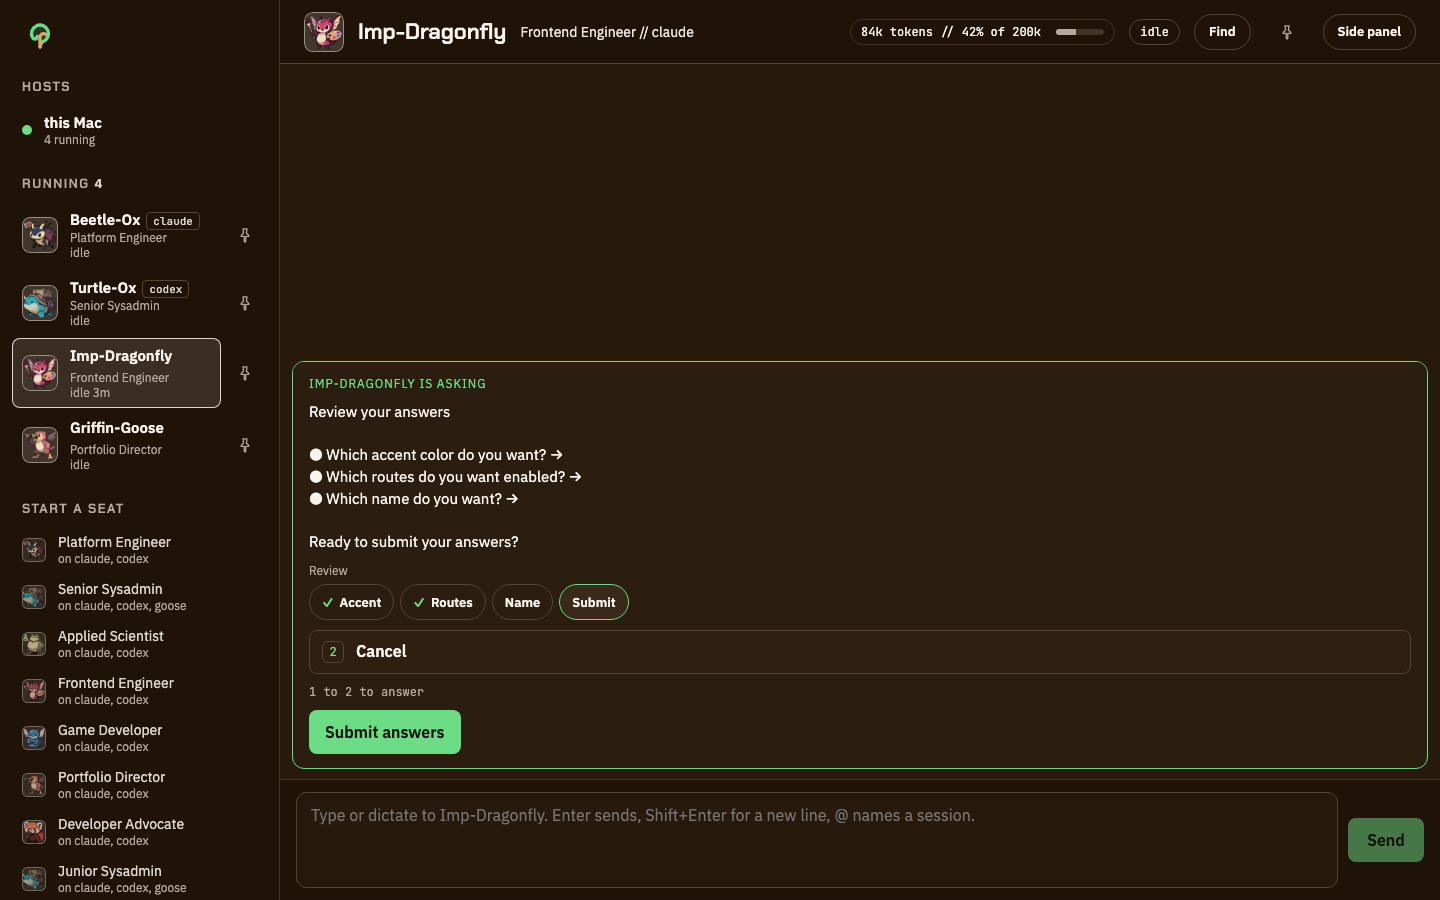 HOSTS
this Mac
4 running
RUNNING 4
Beetle-Ox claude
Platform Engineer
idle
Turtle-Ox codex
Senior Sysadmin
idle
Imp-Dragonfly
Frontend Engineer
idle 3m
Griffin-Goose
Portfolio Director
idle
START A SEAT
Platform Engineer
on claude, codex
Senior Sysadmin
on claude, codex, goose
Applied Scientist
on claude, codex
Frontend Engineer
on claude, codex
Game Developer
on claude, codex
Portfolio Director
on claude, codex
Developer Advocate
on claude, codex
Junior Sysadmin
on claude, codex, goose
Imp-Dragonfly Frontend Engineer // claude 84k tokens // 42% of 200k idle Find Side panel
IMP-DRAGONFLY IS ASKING
Review your answers
● Which accent color do you want? →
● Which routes do you want enabled? →
● Which name do you want? →
Ready to submit your answers?
Review
✓ Accent ✓ Routes Name Submit
2 Cancel
1 to 2 to answer
Submit answers
Type or dictate to Imp-Dragonfly. Enter sends, Shift+Enter for a new line, @ names a session.
Send